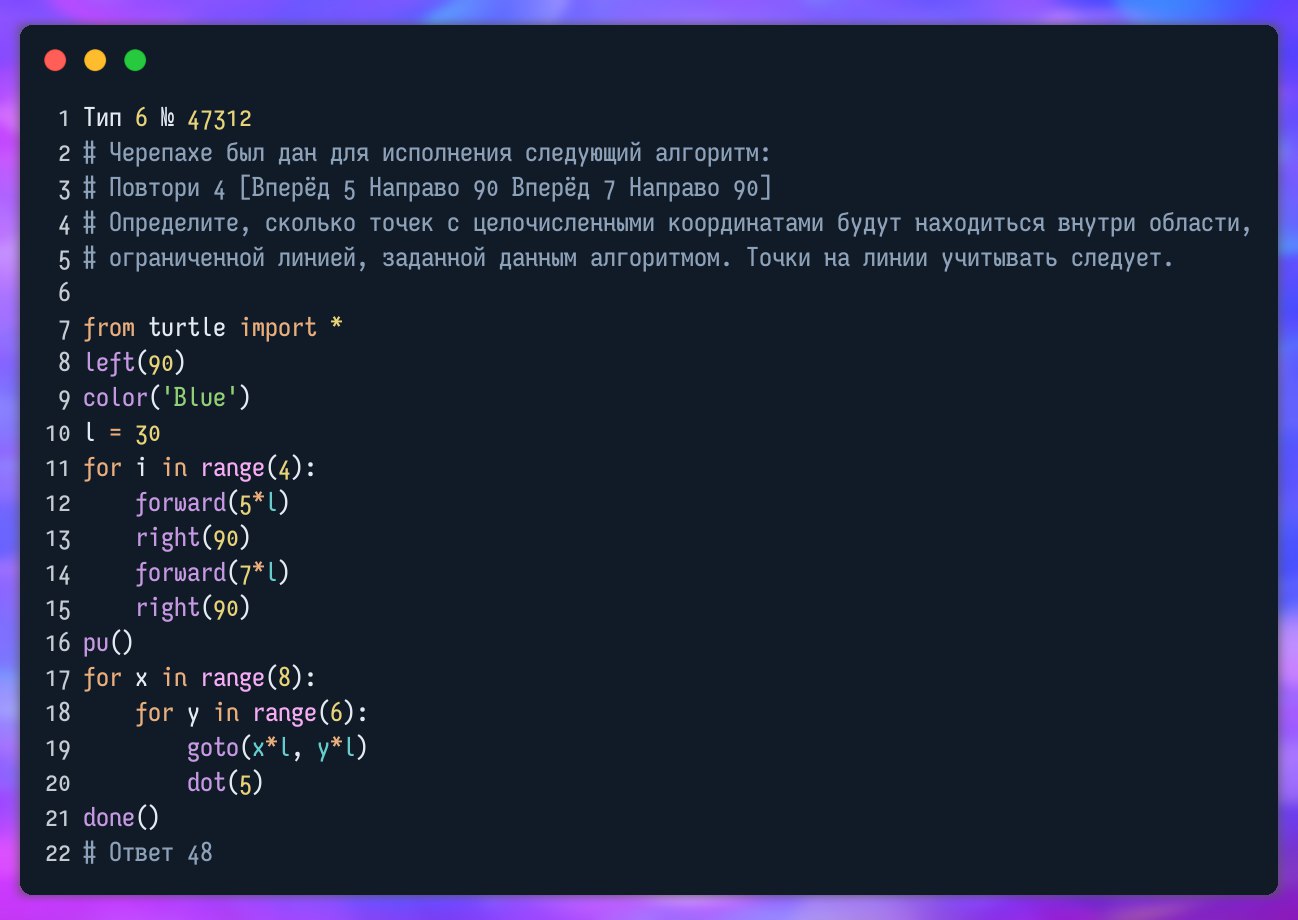 1 Тип 6 № 47312
2 # Черепахе был дан для исполнения следующий алгоритм:
3 # Повтори 4 [Вперёд 5 Направо 90 Вперёд 7 Направо 90]
4 # Определите, сколько точек с целочисленными координатами будут находиться внутри области,
5 # ограниченной линией, заданной данным алгоритмом. Точки на линии учитывать следует.
6
7 from turtle import *
8 left(90)
9 color('Blue')
10 l = 30
11 for i in range(4):
12     forward(5*l)
13     right(90)
14     forward(7*l)
15     right(90)
16 pu()
17 for x in range(8):
18     for y in range(6):
19         goto(x*l, y*l)
20         dot(5)
21 done()
22 # Ответ 48